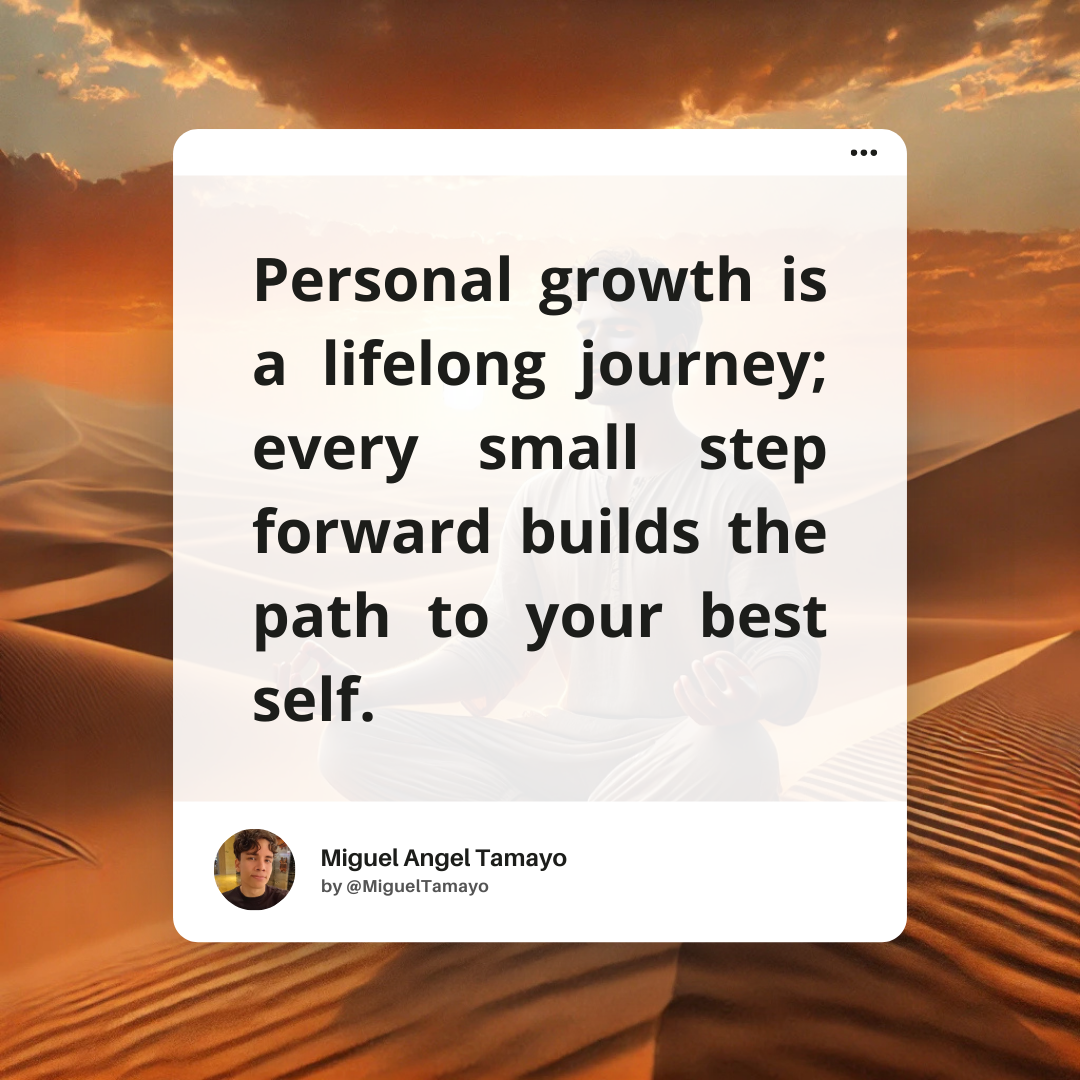 Personal growth is
a lifelong journey;
every small step
forward builds the
path to your best
self.
Miguel Angel Tamayo
by @MiguelTamayo